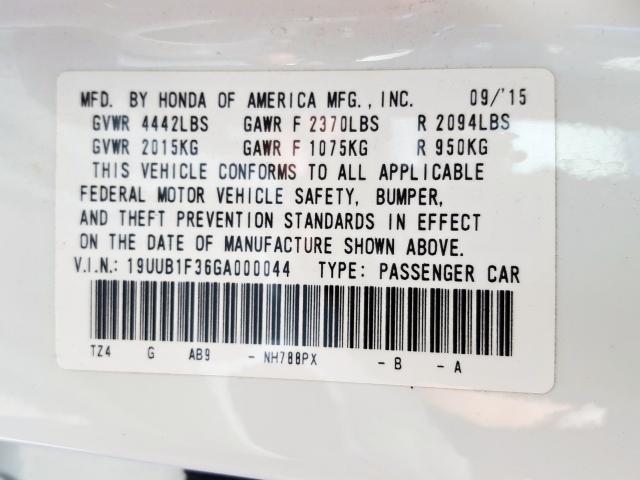 MFD. BY HONDA OF AMERICA MFG., INC. 09/'15
GVWR 4442LBS GAWR F 2370LBS R 2094LBS
GVWR 2015KG GAWR F 1075KG R 950KG
THIS VEHICLE CONFORMS TO ALL APPLICABLE
FEDERAL MOTOR VEHICLE SAFETY, BUMPER,
AND THEFT PREVENTION STANDARDS IN EFFECT
ON THE DATE OF MANUFACTURE SHOWN ABOVE.
V.I.N.: 19UUB1F36GA000044 TYPE: PASSENGER CAR
TZ4 G AB9 - NH788PX - B - A